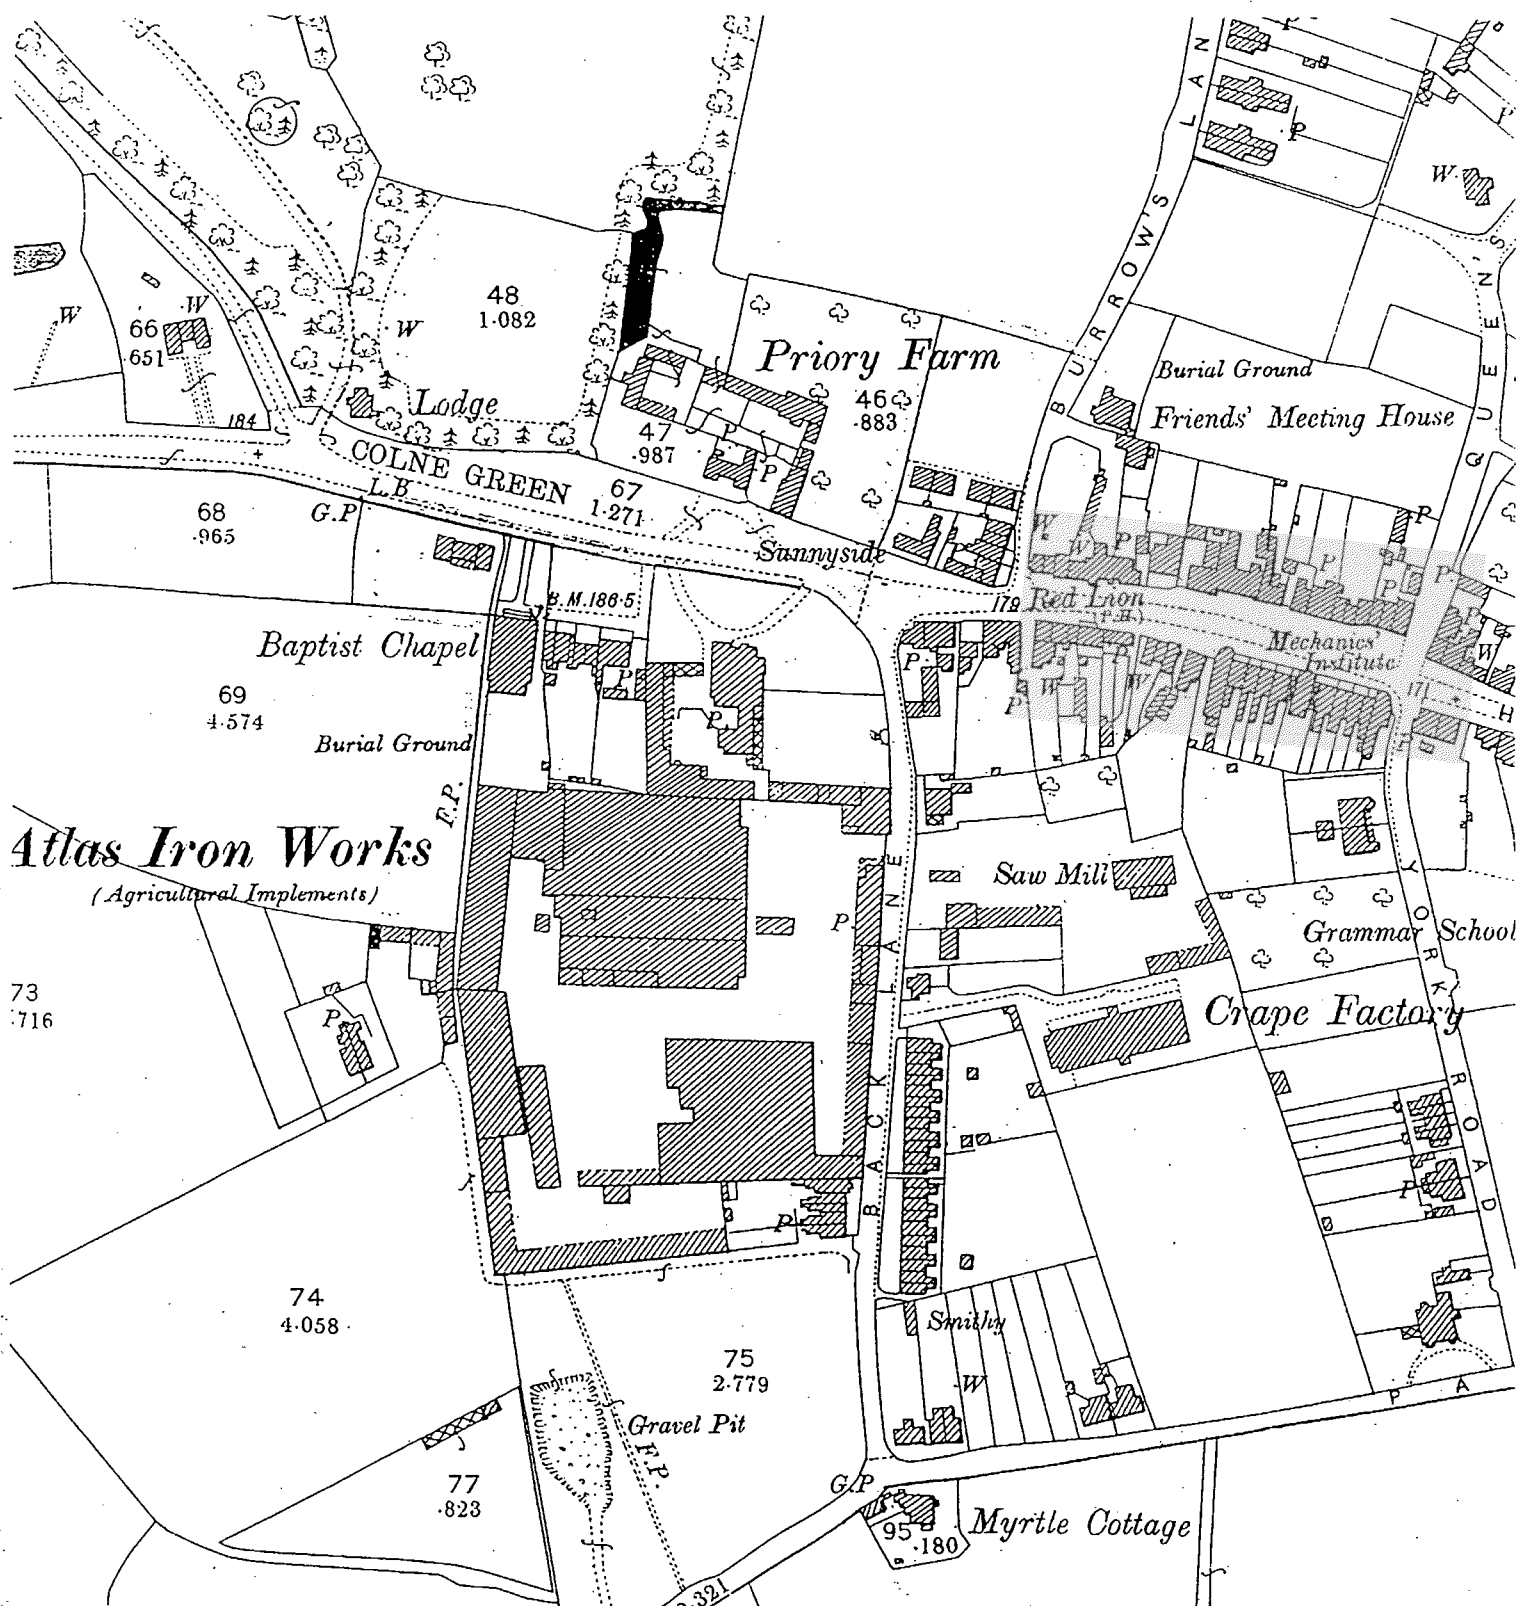 BURROW'S LAN
P
P
P
W
QUEEN'S
W
W
W
66
.651
48
1.082
Priory Farm
46
.883
Burial Ground
Friends' Meeting House
Lodge
184
47
.987
P
P
COLNE GREEN
67
1.271
L.B
G.P
68
.965
Sunnyside
W
W
P
P
P
P
P
B.M.186.5
179
Red Lion
(P.H.)
Mechanics'
Institute
171
H
W
P
Baptist Chapel
P
P
P
W
W
P
P
69
4.574
Burial Ground
F.P.
Atlas Iron Works
(Agricultural Implements)
Saw Mill
P
Grammar School
73
.716
P
Crape Factory
BACK LANE
YORK ROAD
P
P
74
4.058
Smithy
W
75
2.779
P A
Gravel Pit
F.P.
77
.823
G.P
95
.180
Myrtle Cottage
.321